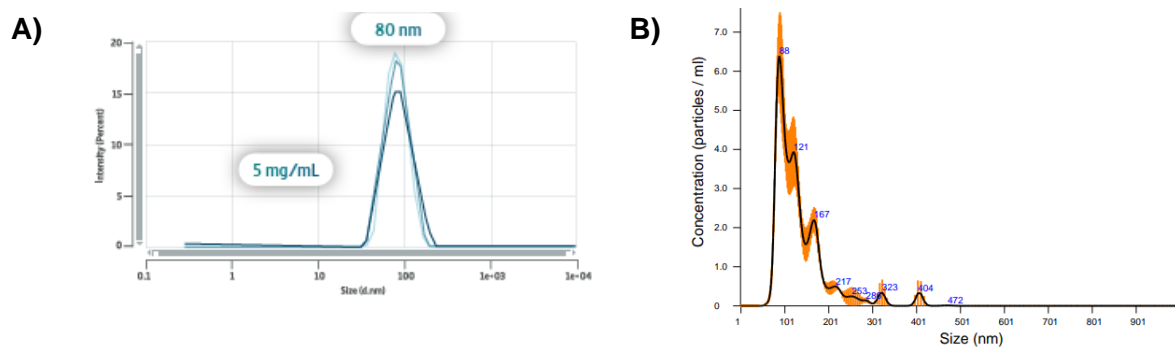 A)
80 nm
5 mg/mL
Intensity (Percent)
20
15
10
5
0
0.1 1 10 100 1e+03 1e+04
Size (d.nm)
B)
Concentration (particles / ml)
7.0
6.0
5.0
4.0
3.0
2.0
1.0
0
88
121
167
217
253
286
323
404
472
1 101 201 301 401 501 601 701 801 901
Size (nm)